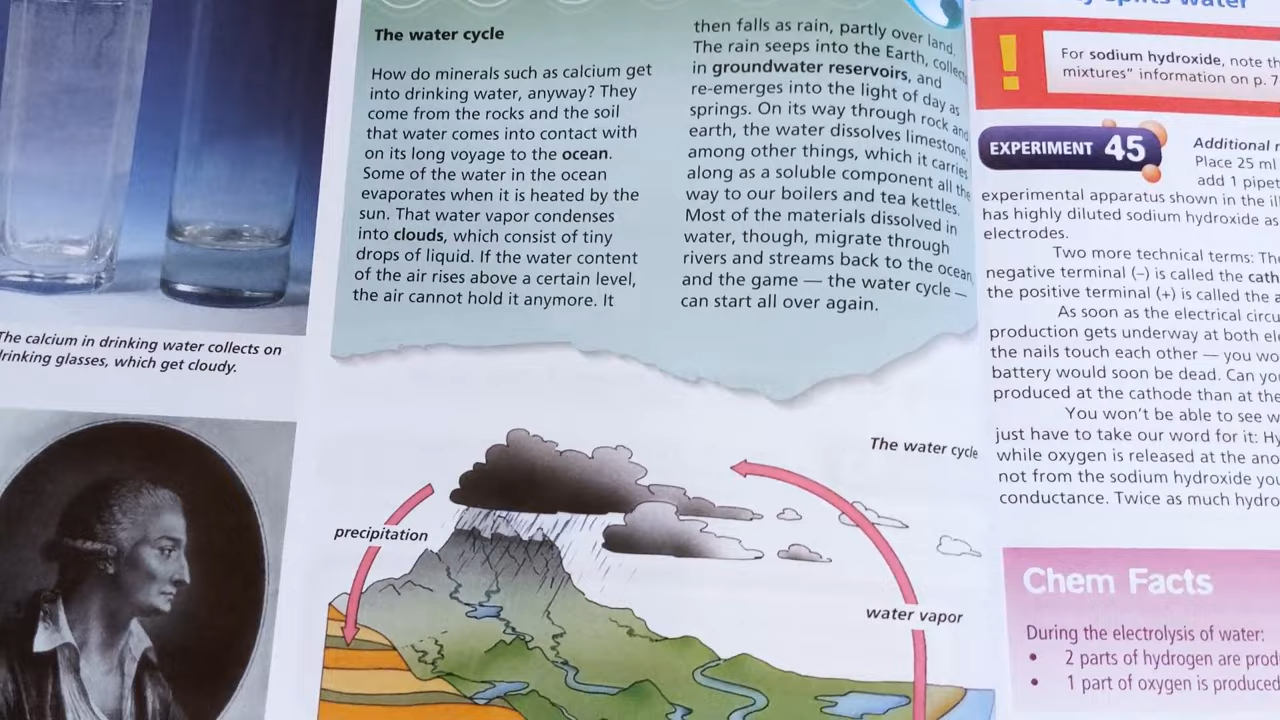 The water cycle
How do minerals such as calcium get
into drinking water, anyway? They
come from the rocks and the soil
that water comes into contact with
on its long voyage to the ocean.
Some of the water in the ocean
evaporates when it is heated by the
sun. That water vapor condenses
into clouds, which consist of tiny
drops of liquid. If the water content
of the air rises above a certain level,
the air cannot hold it anymore. It
then falls as rain, partly over land.
The rain seeps into the Earth, collects
in groundwater reservoirs, and
re-emerges into the light of day as
springs. On its way through rock and
earth, the water dissolves limestone,
among other things, which it carries
along as a soluble component all the
way to our boilers and tea kettles.
Most of the materials dissolved in
water, though, migrate through
rivers and streams back to the ocean,
and the game — the water cycle —
can start all over again.
The calcium in drinking water collects on
drinking glasses, which get cloudy.
The water cycle
precipitation
water vapor
splits water
For sodium hydroxide, note th
mixtures" information on p. 7
EXPERIMENT 45
Additional
Place 25 ml
add 1 pipet
experimental apparatus shown in the ill
has highly diluted sodium hydroxide as
electrodes.
Two more technical terms: The
negative terminal (–) is called the cath
the positive terminal (+) is called the a
As soon as the electrical circu
production gets underway at both ele
the nails touch each other — you wo
battery would soon be dead. Can you
produced at the cathode than at the
You won't be able to see w
just have to take our word for it: Hy
while oxygen is released at the ano
not from the sodium hydroxide you
conductance. Twice as much hydro
Chem Facts
During the electrolysis of water:
• 2 parts of hydrogen are prod
• 1 part of oxygen is produced